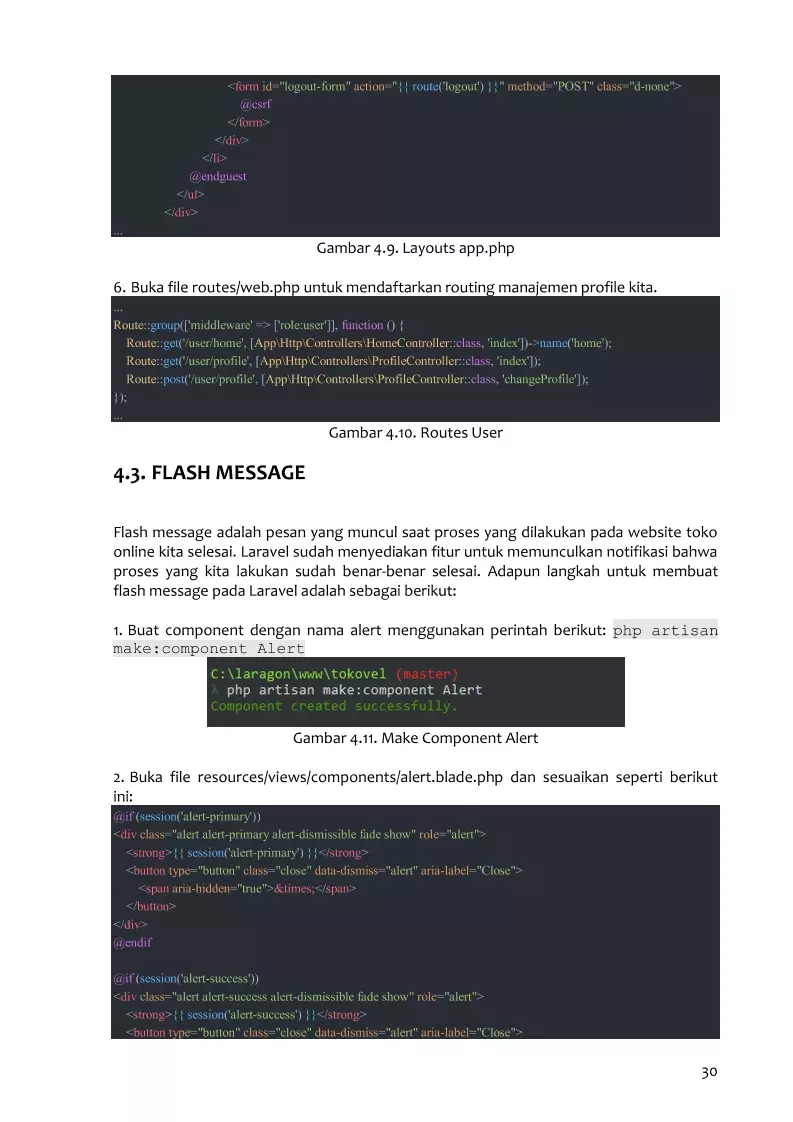 <form id="logout-form" action="{{ route('logout') }}" method="POST" class="d-none">
@csrf
</form>
</div>
</li>
@endguest
</ul>
</div>
...
Gambar 4.9. Layouts app.php
6. Buka file routes/web.php untuk mendaftarkan routing manajemen profile kita.
...
Route::group(['middleware' => ['role:user']], function () {
Route::get('/user/home', [App\Http\Controllers\HomeController::class, 'index'])->name('home');
Route::get('/user/profile', [App\Http\Controllers\ProfileController::class, 'index']);
Route::post('/user/profile', [App\Http\Controllers\ProfileController::class, 'changeProfile']);
});
...
Gambar 4.10. Routes User
4.3. FLASH MESSAGE
Flash message adalah pesan yang muncul saat proses yang dilakukan pada website toko
online kita selesai. Laravel sudah menyediakan fitur untuk memunculkan notifikasi bahwa
proses yang kita lakukan sudah benar-benar selesai. Adapun langkah untuk membuat
flash message pada Laravel adalah sebagai berikut:
1. Buat component dengan nama alert menggunakan perintah berikut: php artisan
make:component Alert
C:\laragon\www\tokovel (master)
λ php artisan make:component Alert
Component created successfully.
Gambar 4.11. Make Component Alert
2. Buka file resources/views/components/alert.blade.php dan sesuaikan seperti berikut
ini:
@if (session('alert-primary'))
<div class="alert alert-primary alert-dismissible fade show" role="alert">
<strong>{{ session('alert-primary') }}</strong>
<button type="button" class="close" data-dismiss="alert" aria-label="Close">
<span aria-hidden="true">&times;</span>
</button>
</div>
@endif
@if (session('alert-success'))
<div class="alert alert-success alert-dismissible fade show" role="alert">
<strong>{{ session('alert-success') }}</strong>
<button type="button" class="close" data-dismiss="alert" aria-label="Close">
30